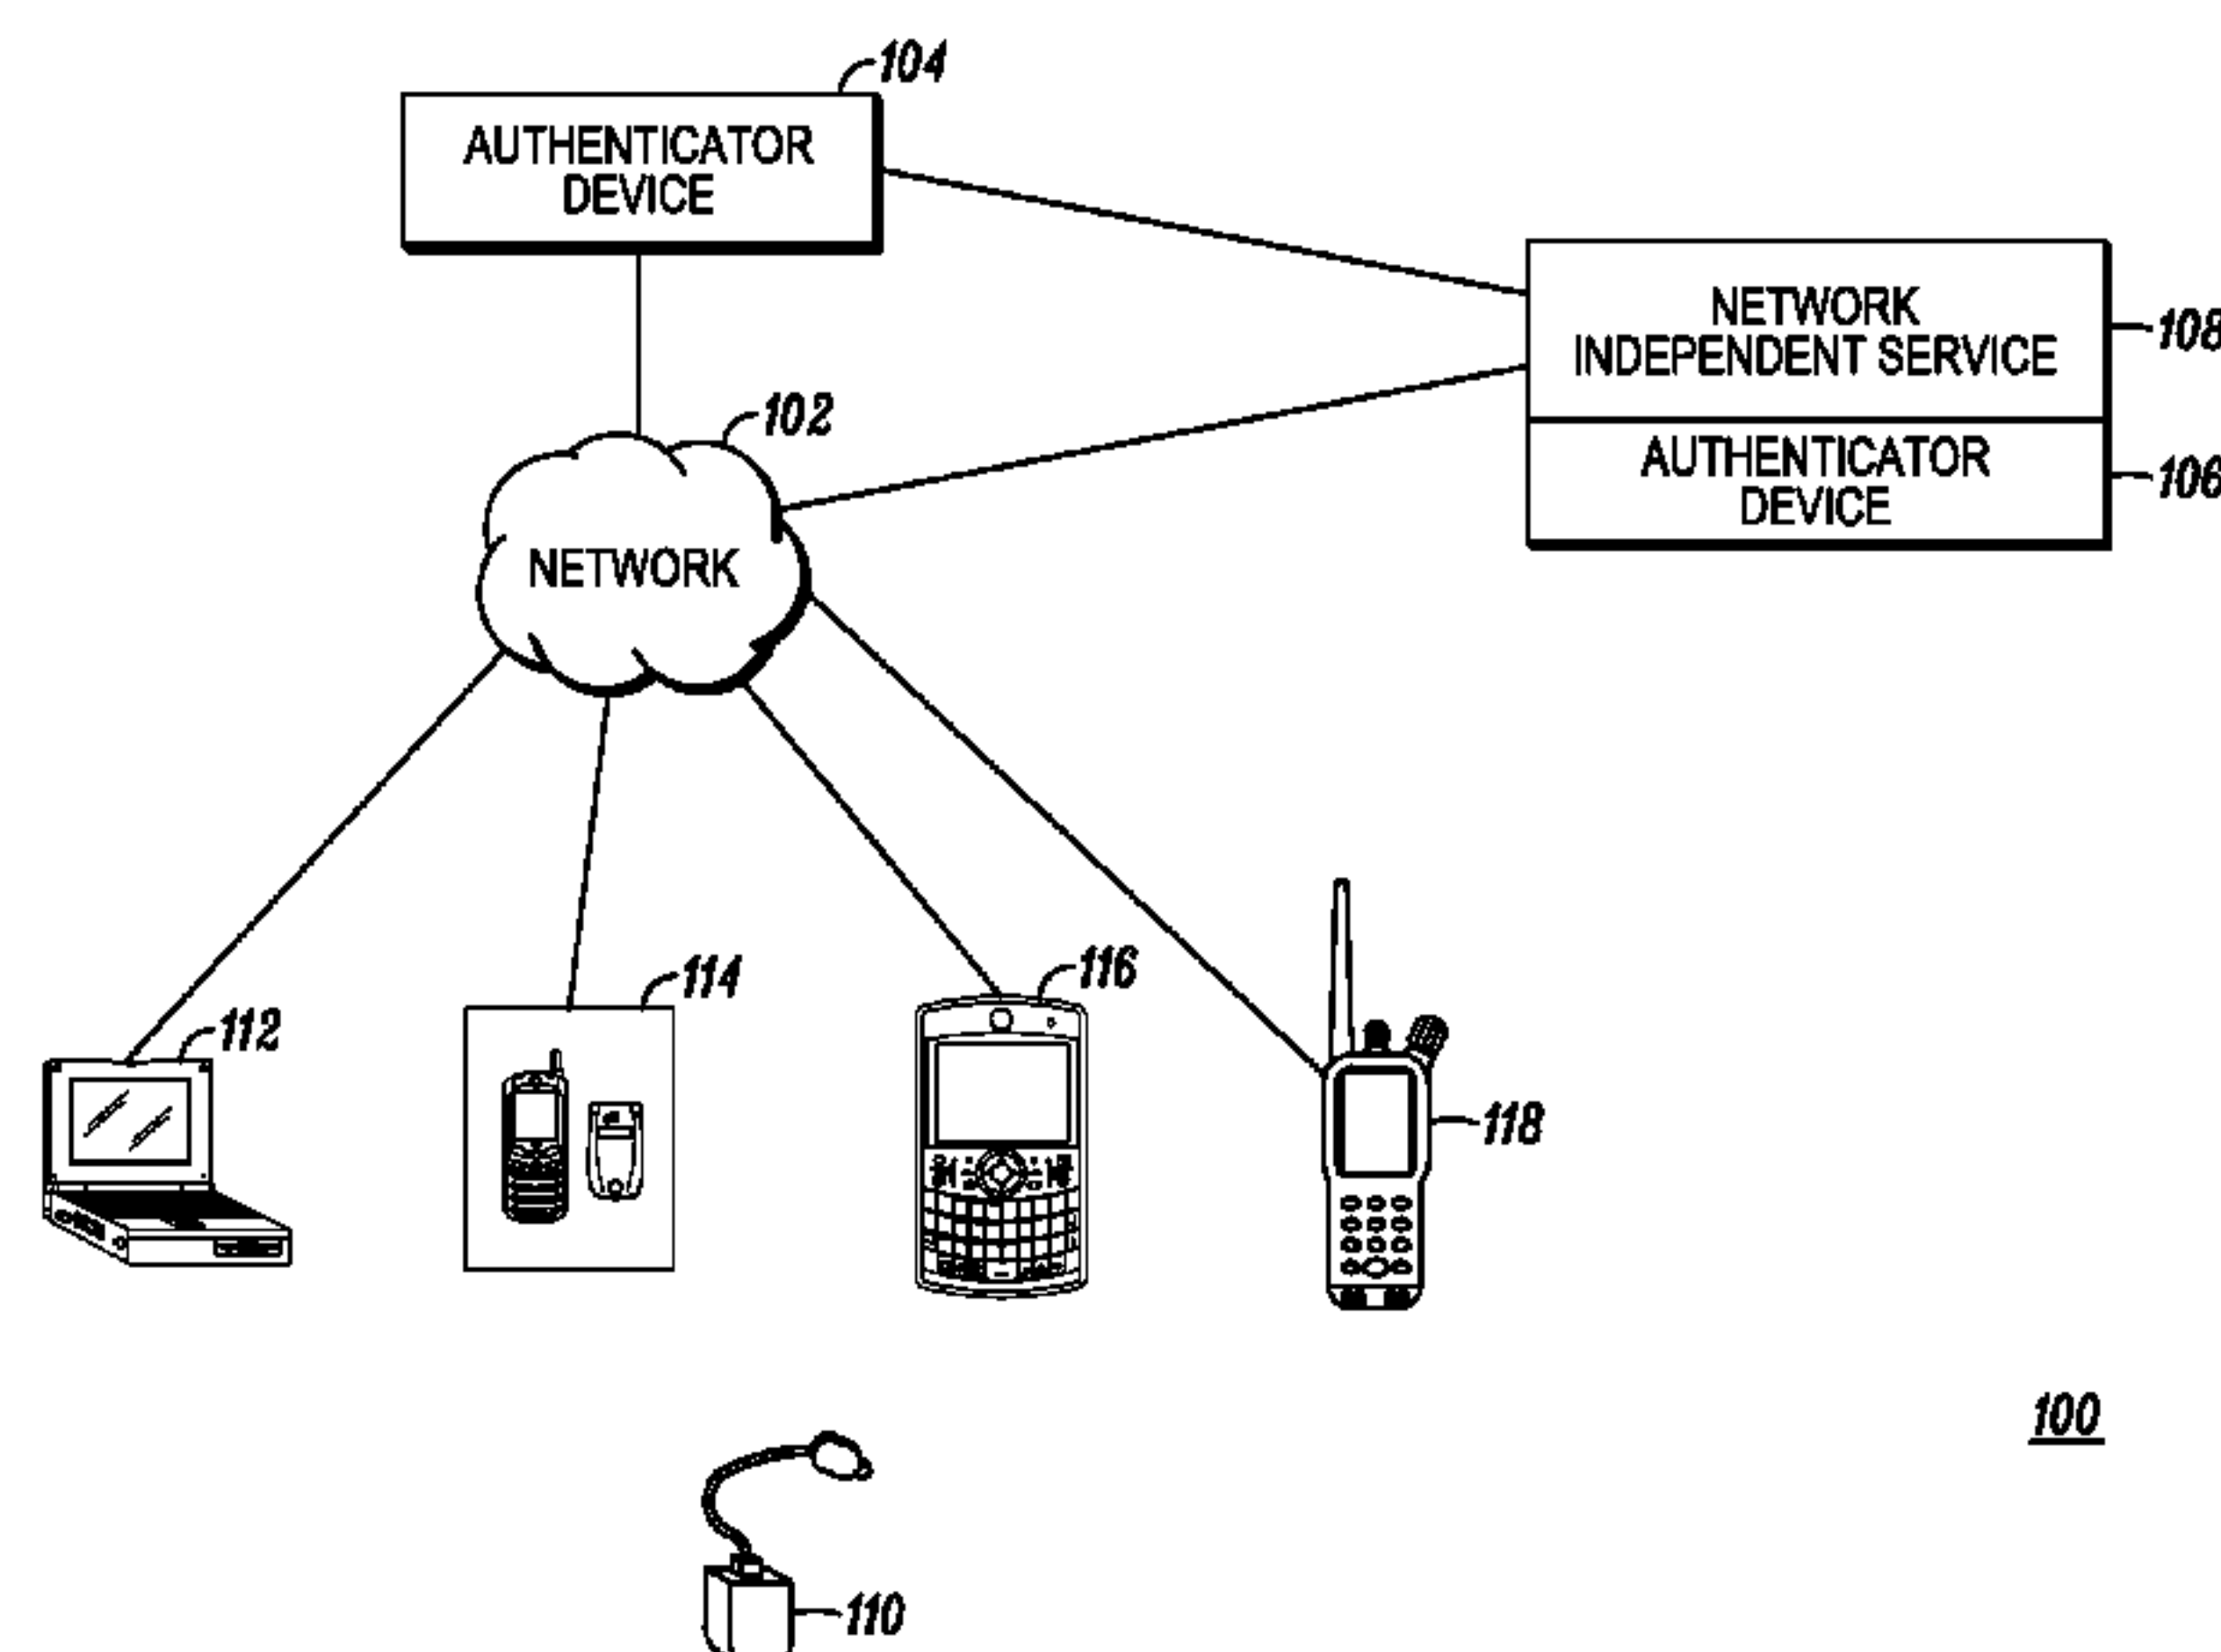 104
AUTHENTICATOR
DEVICE
NETWORK
INDEPENDENT SERVICE
108
102
AUTHENTICATOR
DEVICE
106
NETWORK
114
116
112
118
100
110